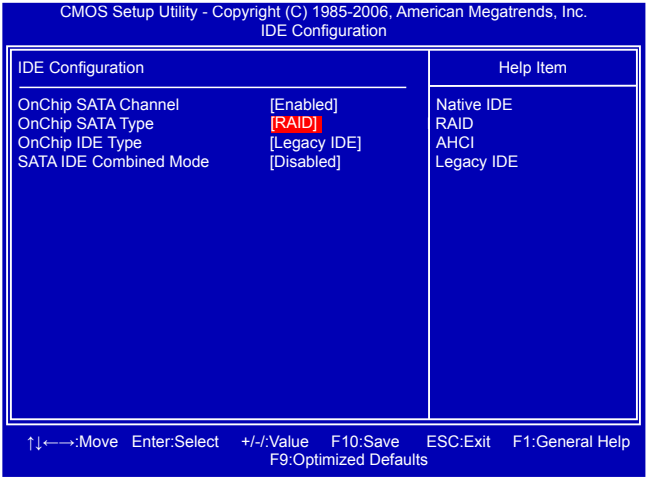 CMOS Setup Utility - Copyright (C) 1985-2006, American Megatrends, Inc.
IDE Configuration
IDE Configuration
Help Item
OnChip SATA Channel [Enabled]
OnChip SATA Type [RAID]
OnChip IDE Type [Legacy IDE]
SATA IDE Combined Mode [Disabled]
Native IDE
RAID
AHCI
Legacy IDE
↑↓←→:Move Enter:Select +/-/:Value F10:Save ESC:Exit F1:General Help
F9:Optimized Defaults